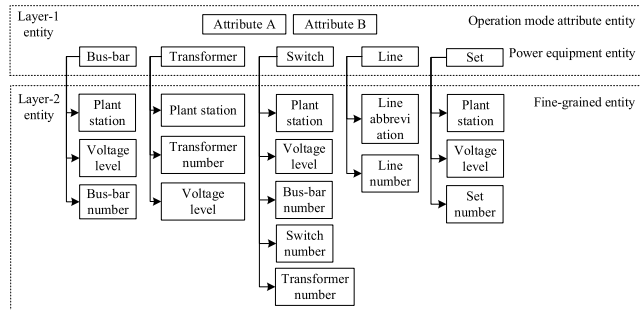 Layer-1
entity
Attribute A
Attribute B
Operation mode attribute entity
Bus-bar
Transformer
Switch
Line
Set
Power equipment entity
Layer-2
entity
Fine-grained entity
Plant
station
Voltage
level
Bus-bar
number
Plant station
Transformer
number
Voltage
level
Plant
station
Voltage
level
Bus-bar
number
Switch
number
Transformer
number
Line
abbrevi
ation
Line
number
Plant
station
Voltage
level
Set
number